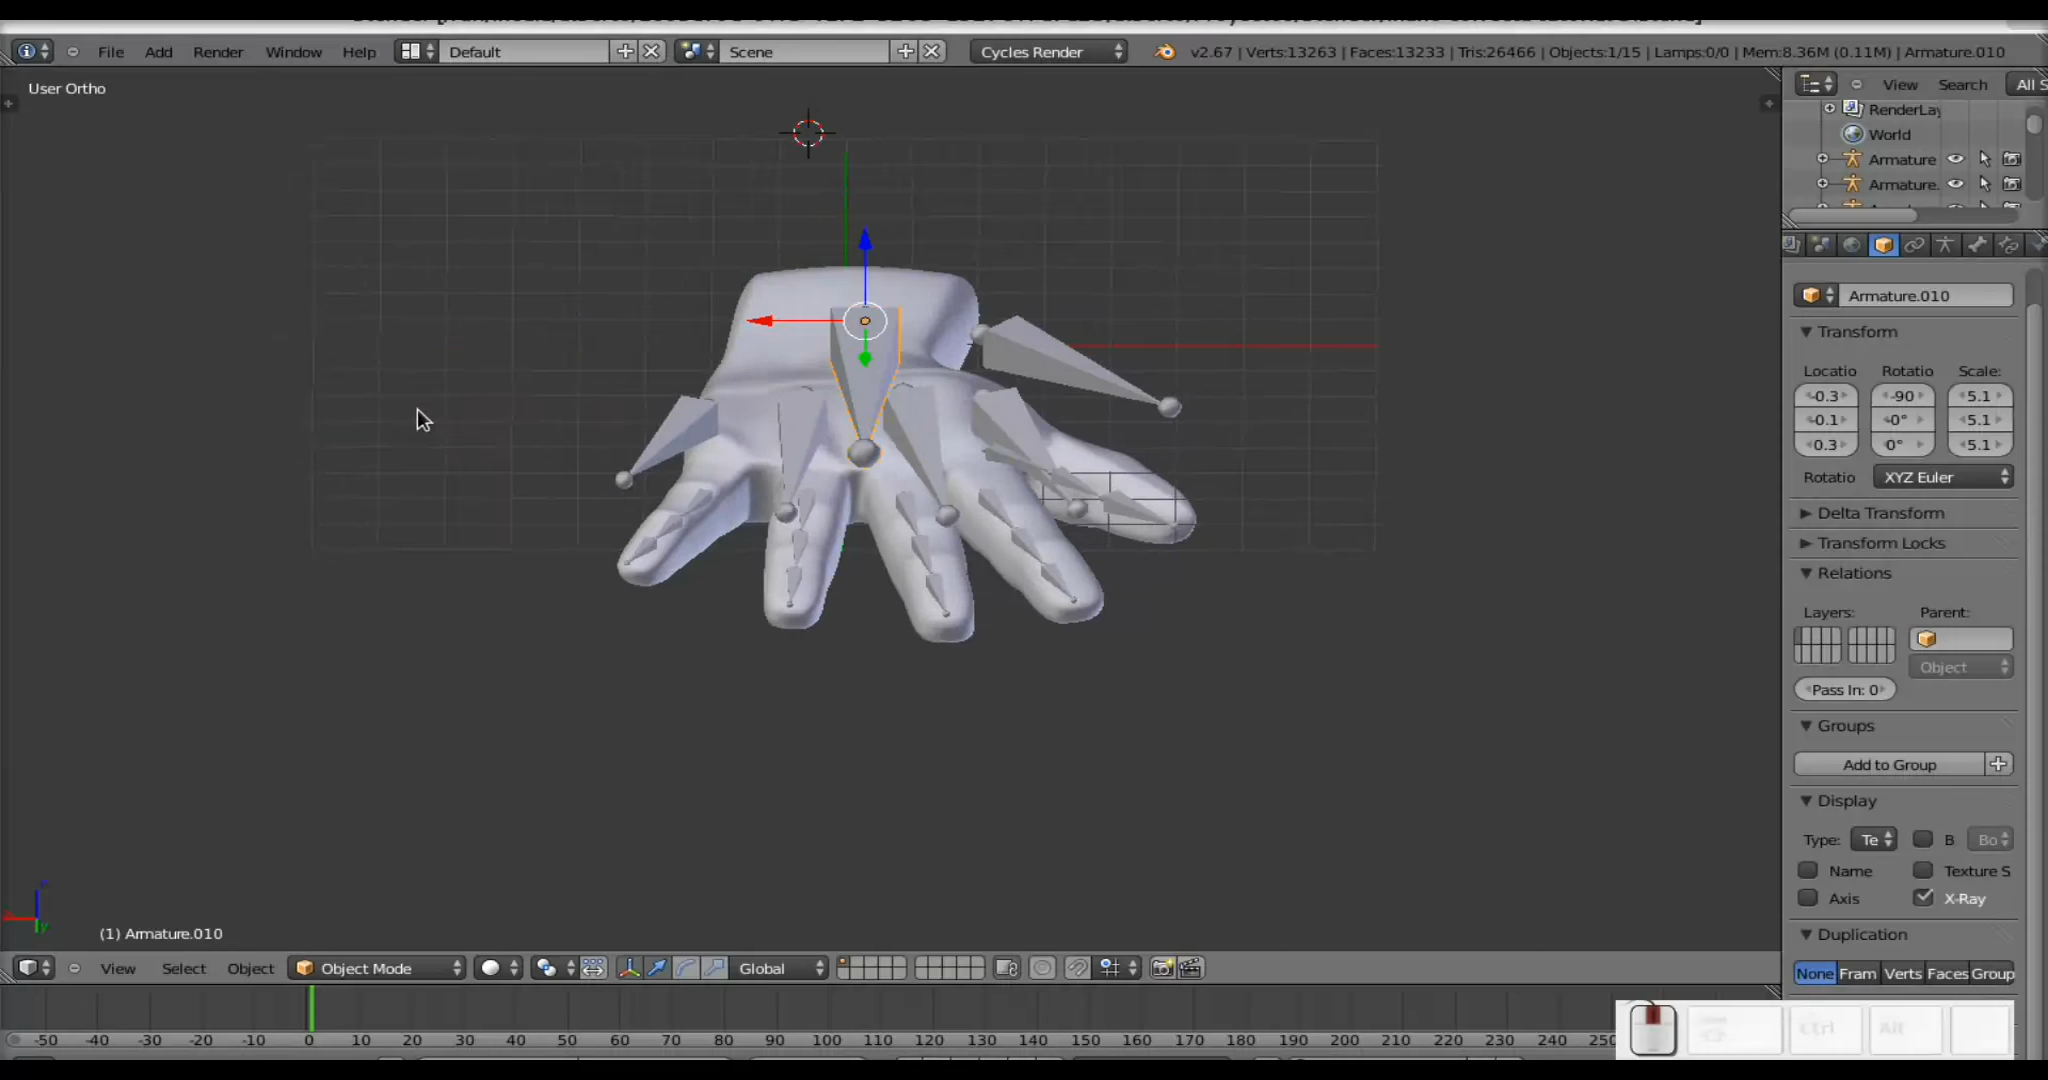 File Add Render Window Help Default Scene Cycles Render v2.67 | Verts:13263 | Faces:13233 | Tris:26466 | Objects:1/15 | Lamps:0/0 | Mem:8.36M (0.11M) | Armature.010
User Ortho
View Search All S
RenderLay
World
Armature
Armature.
Armature.010
Transform
Locatio Rotatio Scale:
-0.3 -90 5.1
-0.1 -0° 5.1
0.3 0° 5.1
Rotatio XYZ Euler
Delta Transform
Transform Locks
Relations
Layers: Parent:
Object
Pass In: 0
Groups
Add to Group
Display
Type: Te B Bo
Name Texture S
Axis X-Ray
Duplication
None Fram Verts Faces Group
(1) Armature.010
View Select Object Object Mode Global
-50 -40 -30 -20 -10 0 10 20 30 40 50 60 70 80 90 100 110 120 130 140 150 160 170 180 190 200 210 220 230 240 250
Ctrl Alt